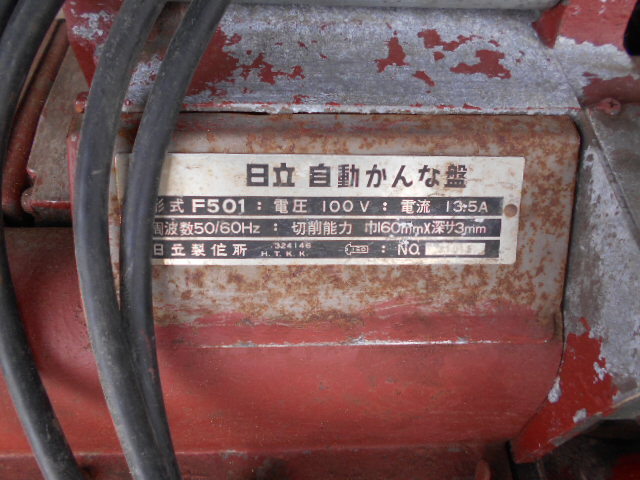 日立 自動かんな盤
形式 F501 : 電圧 100V : 電流 13.5A
周波数50/60Hz : 切削能力 巾160mm×深サ3mm
日立製作所 324146 H.T.K.K. : NO.